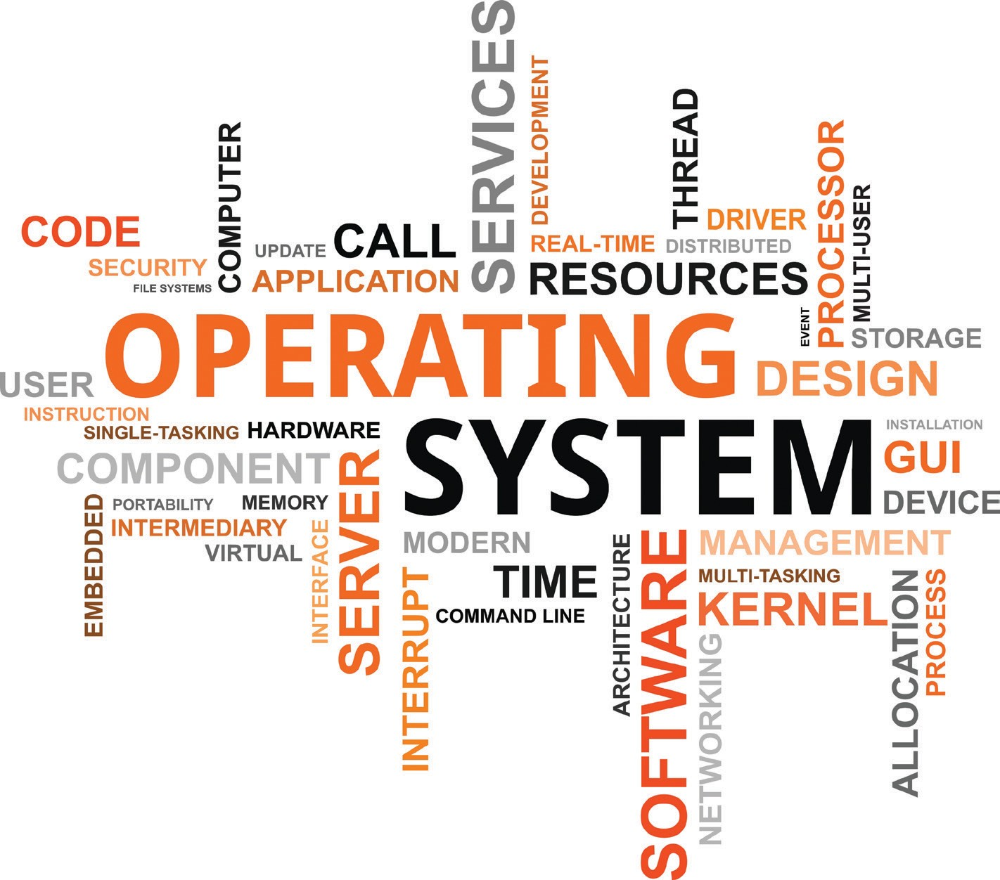 SERVICES
DEVELOPMENT
THREAD
PROCESSOR
COMPUTER
MULTI-USER
CODE
DRIVER
CALL
UPDATE
REAL-TIME
DISTRIBUTED
SECURITY
APPLICATION
RESOURCES
FILE SYSTEMS
EVENT
STORAGE
OPERATING
DESIGN
USER
INSTRUCTION
SINGLE-TASKING
HARDWARE
SYSTEM
INSTALLATION
GUI
COMPONENT
SERVER
DEVICE
EMBEDDED
PORTABILITY
MEMORY
INTERMEDIARY
INTERFACE
VIRTUAL
MODERN
ARCHITECTURE
SOFTWARE
MANAGEMENT
TIME
MULTI-TASKING
INTERRUPT
COMMAND LINE
KERNEL
ALLOCATION
PROCESS
NETWORKING